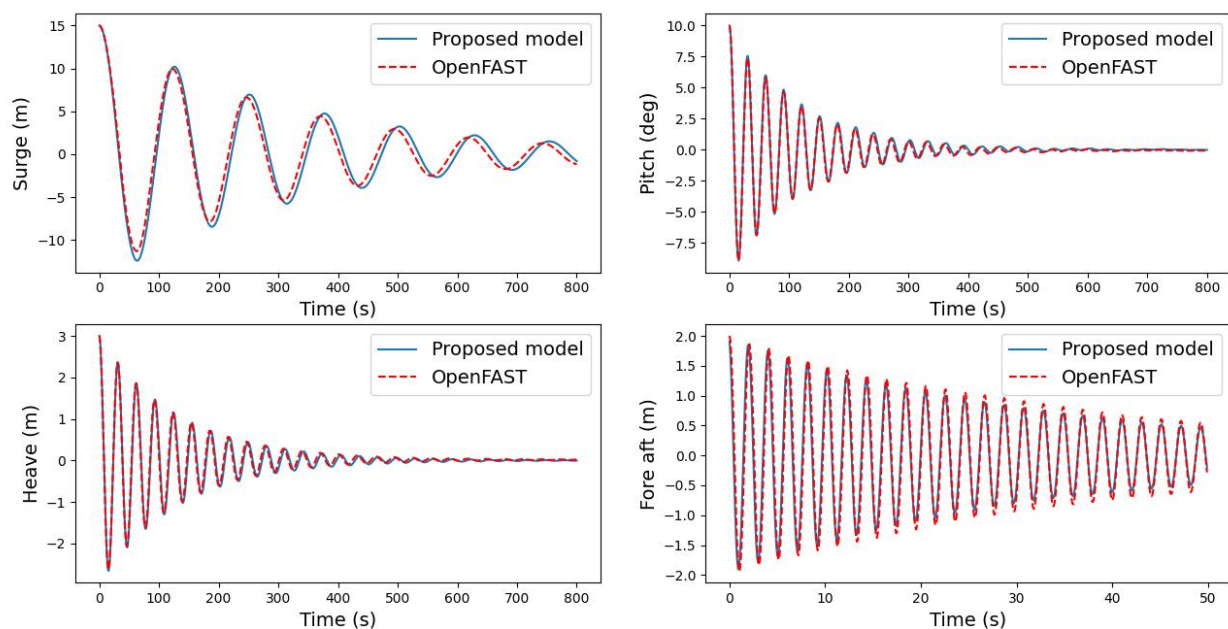 Surge (m)
15
10
5
0
−5
−10
Proposed model
OpenFAST
0 100 200 300 400 500 600 700 800
Time (s)
Pitch (deg)
10.0
7.5
5.0
2.5
0.0
−2.5
−5.0
−7.5
Proposed model
OpenFAST
0 100 200 300 400 500 600 700 800
Time (s)
Heave (m)
3
2
1
0
−1
−2
Proposed model
OpenFAST
0 100 200 300 400 500 600 700 800
Time (s)
Fore aft (m)
2.0
1.5
1.0
0.5
0.0
−0.5
−1.0
−1.5
−2.0
Proposed model
OpenFAST
0 10 20 30 40 50
Time (s)